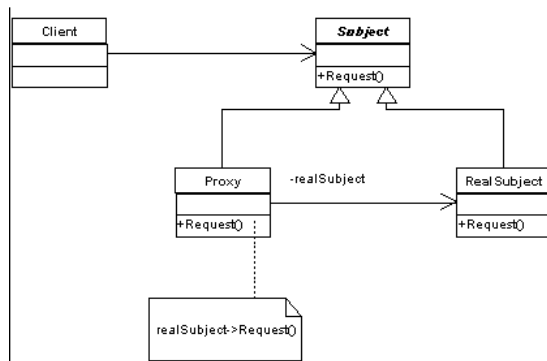 Client
Subject
+Request()
Proxy
-realSubject
RealSubject
+Request()
+Request()
realSubject->Request()